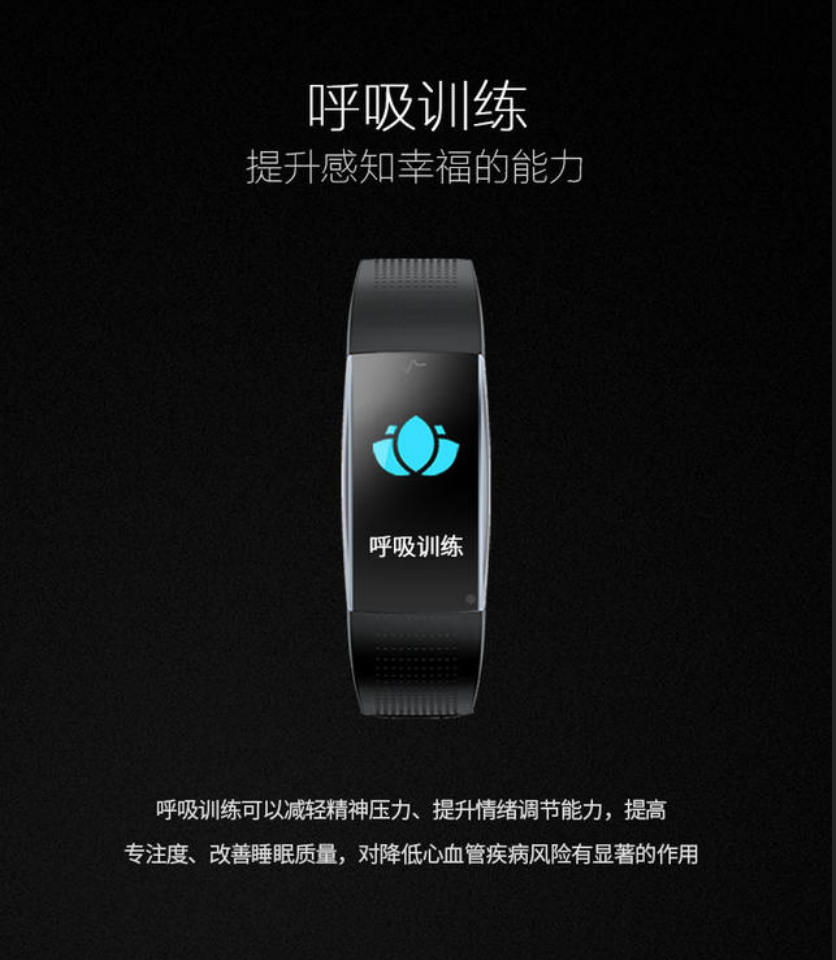 呼吸训练
提升感知幸福的能力
呼吸训练
呼吸训练可以减轻精神压力、提升情绪调节能力，提高
专注度、改善睡眠质量，对降低心血管疾病风险有显著的作用